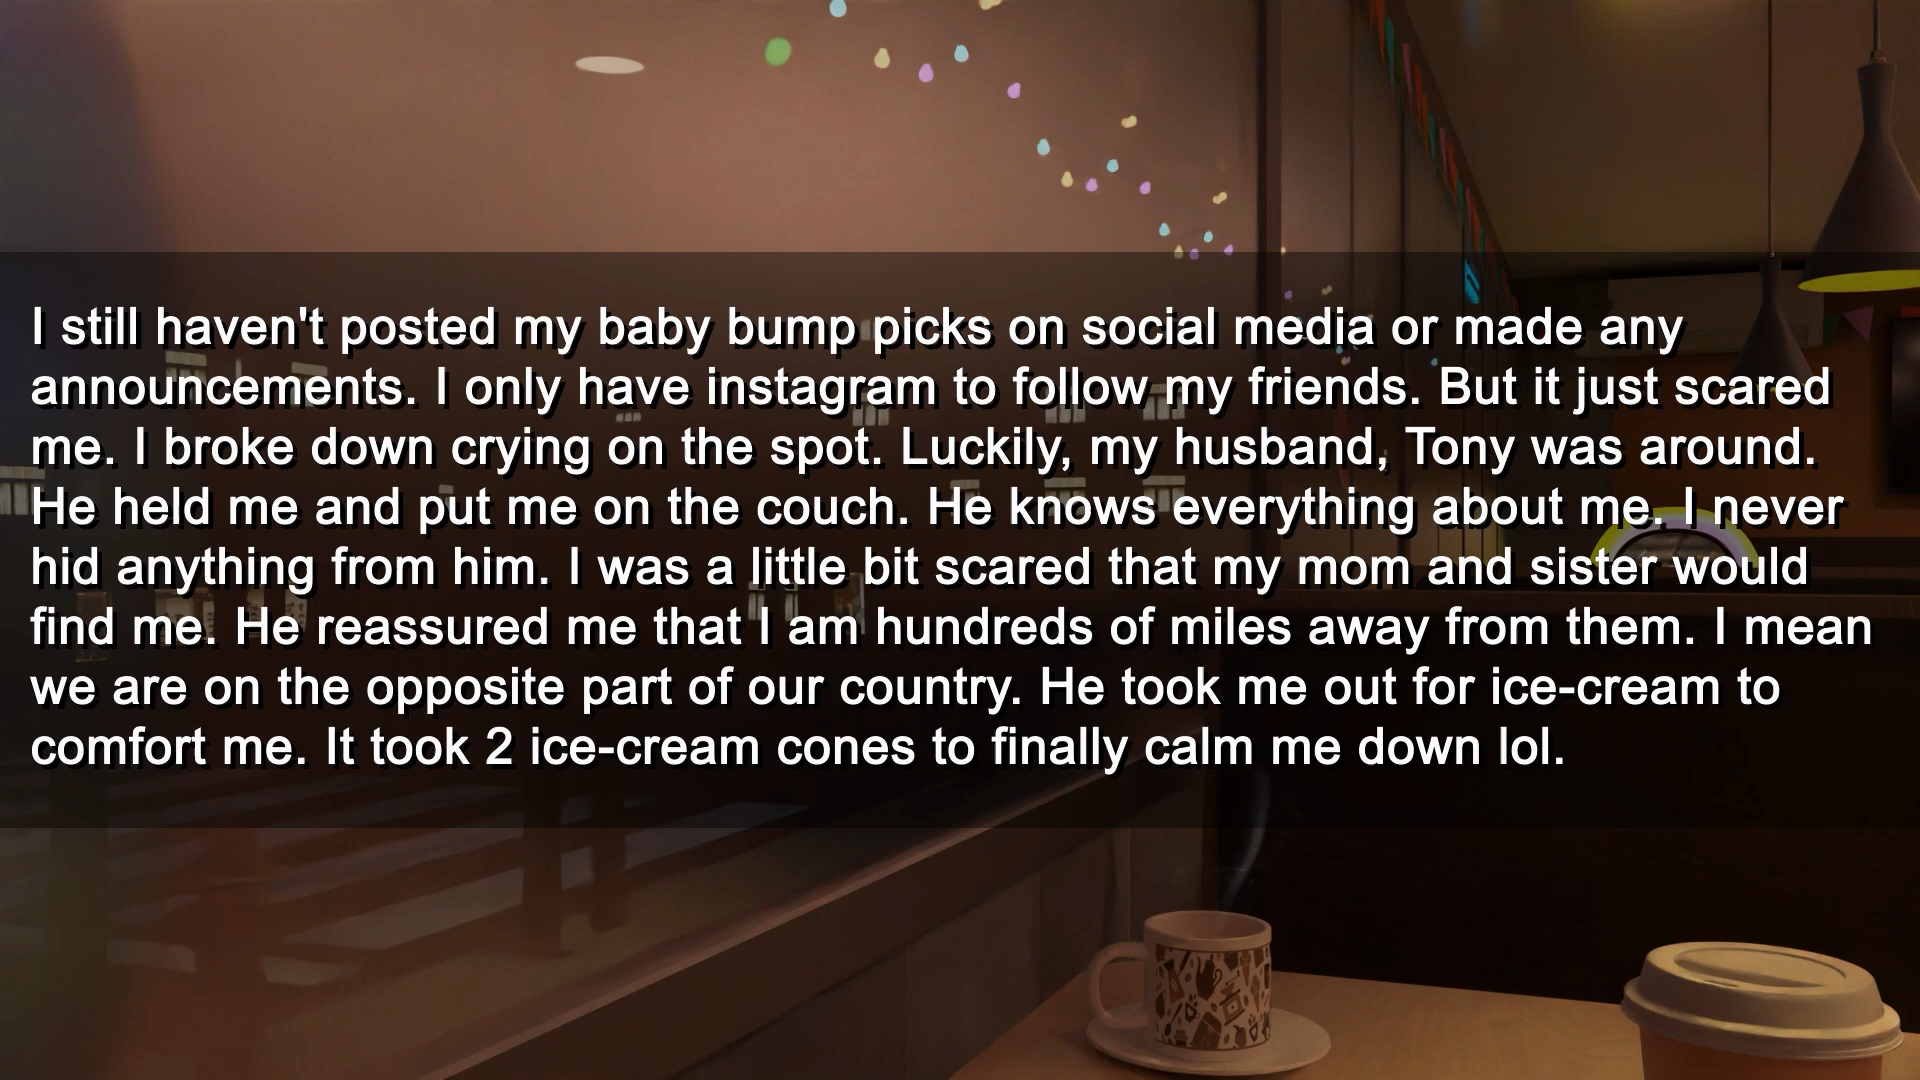 I still haven't posted my baby bump picks on social media or made any
announcements. I only have instagram to follow my friends. But it just scared
me. I broke down crying on the spot. Luckily, my husband, Tony was around.
He held me and put me on the couch. He knows everything about me. I never
hid anything from him. I was a little bit scared that my mom and sister would
find me. He reassured me that I am hundreds of miles away from them. I mean
we are on the opposite part of our country. He took me out for ice-cream to
comfort me. It took 2 ice-cream cones to finally calm me down lol.